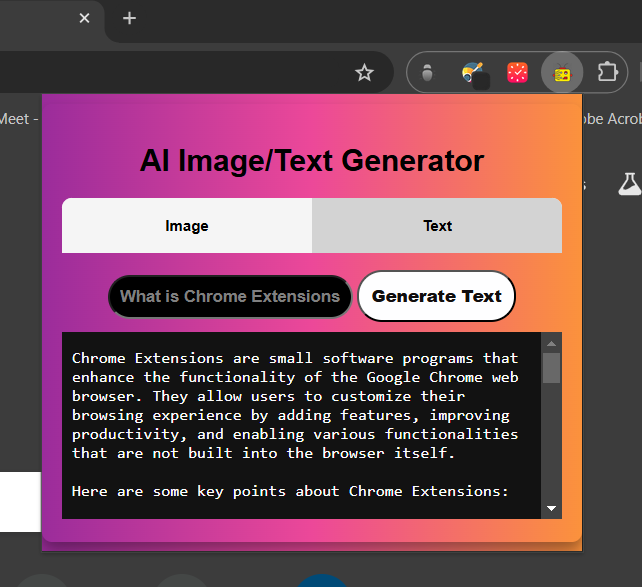 Meet -
AI Image/Text Generator
Image
Text
What is Chrome Extensions
Generate Text
Chrome Extensions are small software programs that
enhance the functionality of the Google Chrome web
browser. They allow users to customize their
browsing experience by adding features, improving
productivity, and enabling various functionalities
that are not built into the browser itself.
Here are some key points about Chrome Extensions: